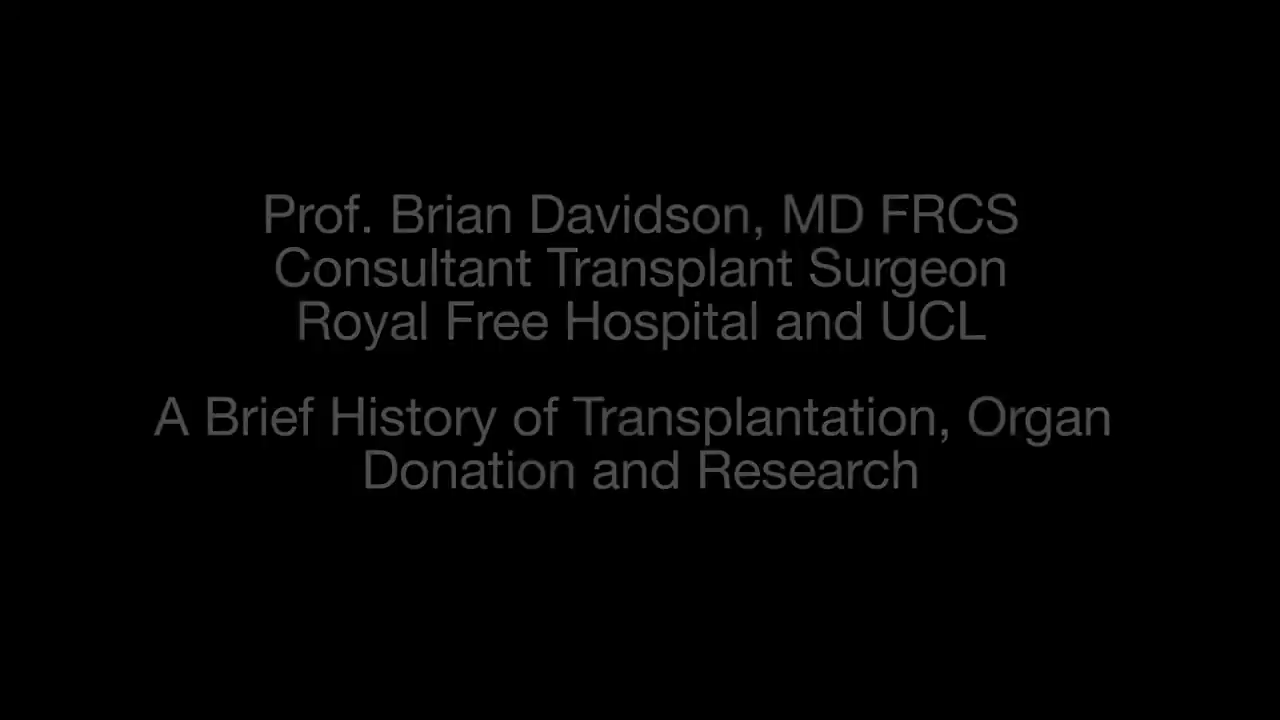 Prof. Brian Davidson, MD FRCS
Consultant Transplant Surgeon
Royal Free Hospital and UCL
A Brief History of Transplantation, Organ
Donation and Research